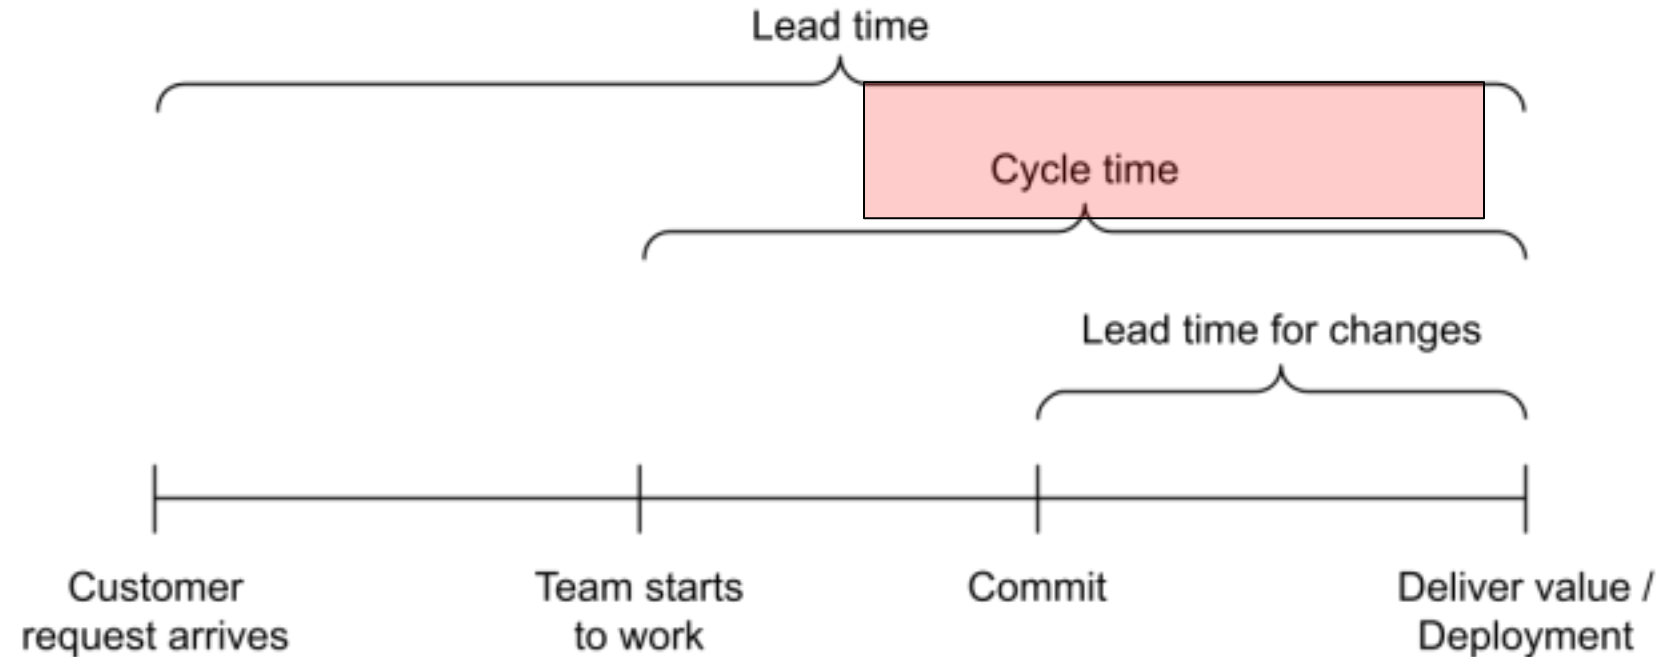 Lead time
Cycle time
Lead time for changes
Customer
request arrives
Team starts
to work
Commit
Deliver value /
Deployment